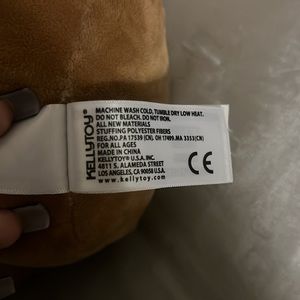 KELLYTOY®
MACHINE WASH COLD, TUMBLE DRY LOW HEAT.
DO NOT BLEACH. DO NOT IRON.
ALL NEW MATERIALS
STUFFING POLYESTER FIBERS
REG.NO.PA 17539 (CN), OH 17499.MA 3353(CN)
FOR ALL AGES
MADE IN CHINA
KELLYTOY® U.S.A. INC.
4811 S. ALAMEDA STREET
LOS ANGELES, CA 90058 U.S.A.
www.kellytoy.com
CE